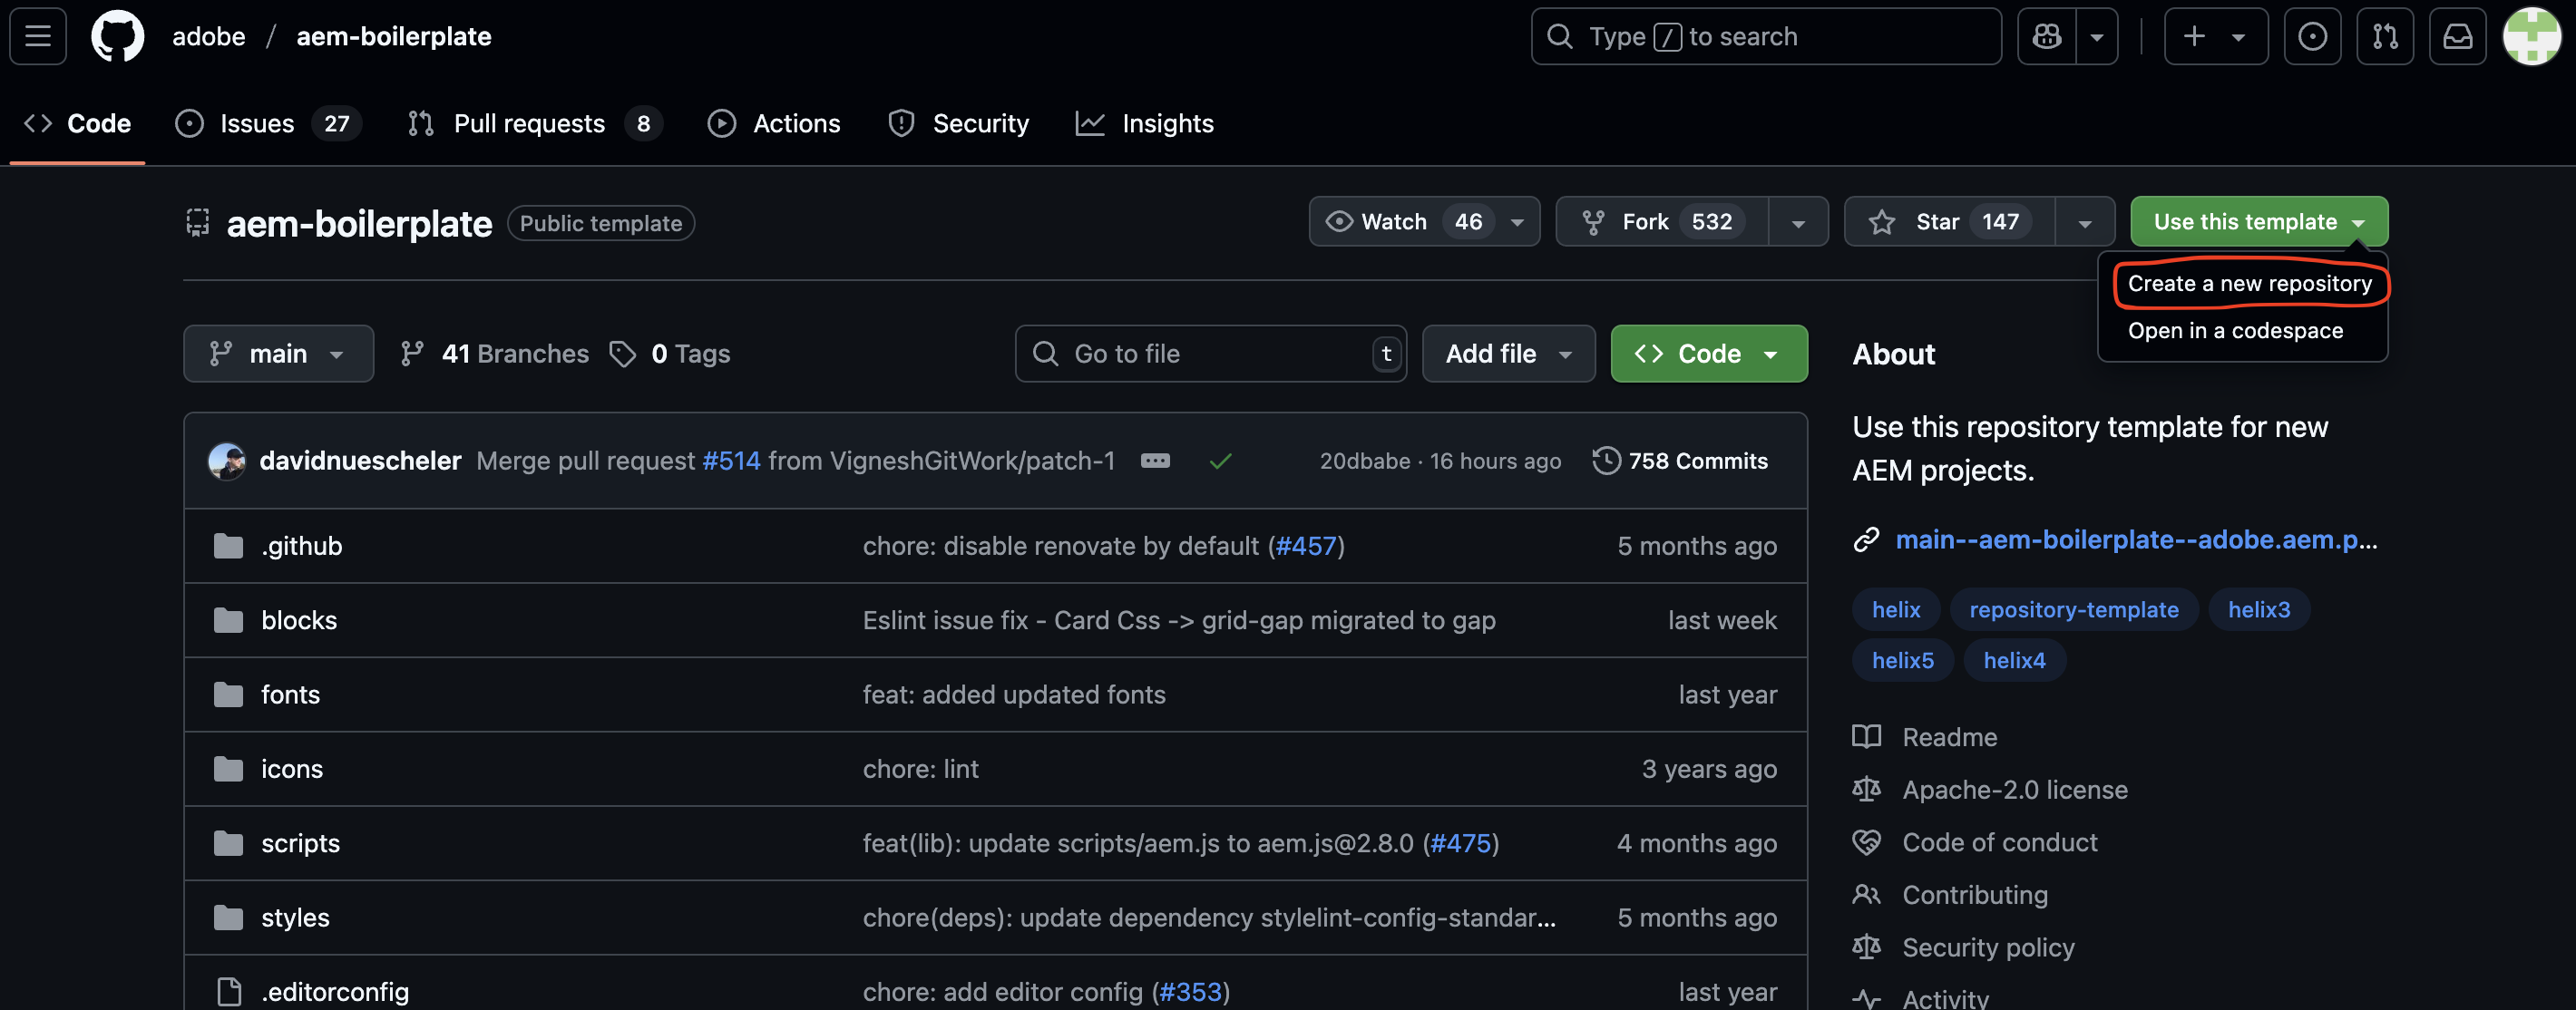 adobe / aem-boilerplate
Type / to search
Code
Issues 27
Pull requests 8
Actions
Security
Insights
aem-boilerplate Public template
Watch 46
Fork 532
Star 147
Use this template
Create a new repository
Open in a codespace
main
41 Branches
0 Tags
Go to file t
Add file
Code
davidnuescheler Merge pull request #514 from VigneshGitWork/patch-1 20dbabe · 16 hours ago 758 Commits
.github chore: disable renovate by default (#457) 5 months ago
blocks Eslint issue fix - Card Css -> grid-gap migrated to gap last week
fonts feat: added updated fonts last year
icons chore: lint 3 years ago
scripts feat(lib): update scripts/aem.js to aem.js@2.8.0 (#475) 4 months ago
styles chore(deps): update dependency stylelint-config-standar... 5 months ago
.editorconfig chore: add editor config (#353) last year
About
Use this repository template for new
AEM projects.
main--aem-boilerplate--adobe.aem.p...
helix repository-template helix3
helix5 helix4
Readme
Apache-2.0 license
Code of conduct
Contributing
Security policy
Activity